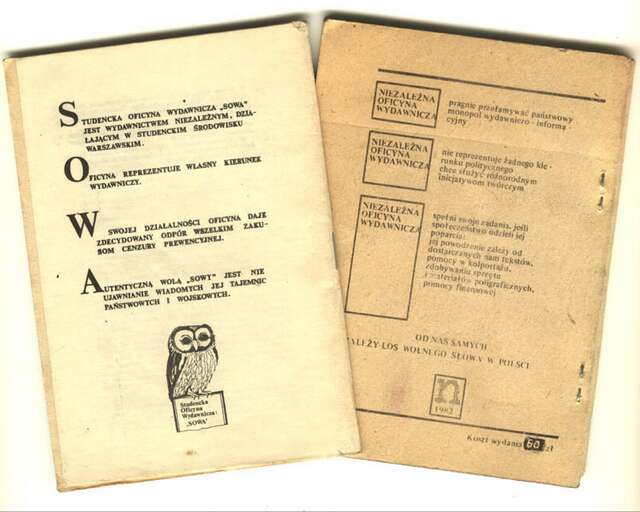 STUDENCKA OFICYNA WYDAWNICZA „SOWA"
JEST WYDAWNICTWEM NIEZALEŻNYM, DZIA-
ŁAJĄCYM W STUDENCKIM ŚRODOWISKU
WARSZAWSKIM.
OFICYNA REPREZENTUJE WŁASNY KIERUNEK
WYDAWNICZY.
W SWOJEJ DZIAŁALNOŚCI OFICYNA DAJE
ZDECYDOWANY ODPÓR WSZELKIM ZAKU-
SOM CENZURY PREWENCYJNEJ.
AUTENTYCZNĄ WOLĄ „SOWY" JEST NIE
UJAWNIANIE WIADOMYCH JEJ TAJEMNIC
PAŃSTWOWYCH I WOJSKOWYCH.
Studencka
Oficyna
Wydawnicza:
„SOWA"
NIEZALEŻNA
OFICYNA
WYDAWNICZA
pragnie przełamywać państwowy
monopol wydawniczo - informa -
cyjny
NIEZALEŻNA
OFICYNA
WYDAWNICZA
nie reprezentuje żadnego kie -
runku politycznego
chce służyć różnorodnym
inicjatywom twórczym
NIEZALEŻNA
OFICYNA
WYDAWNICZA
spełni swoje zadania, jeśli
społeczeństwo udzieli jej
poparcia:
jej powodzenie zależy od
dostarczanych nam tekstów,
pomocy w kolportażu,
zdobywaniu sprzętu
i materiałów poligraficznych,
pomocy finansowej
OD NAS SAMYCH
ZALEŻY LOS WOLNEGO SŁOWA W POLSCE
n
1982
Koszt wydania 60 zł